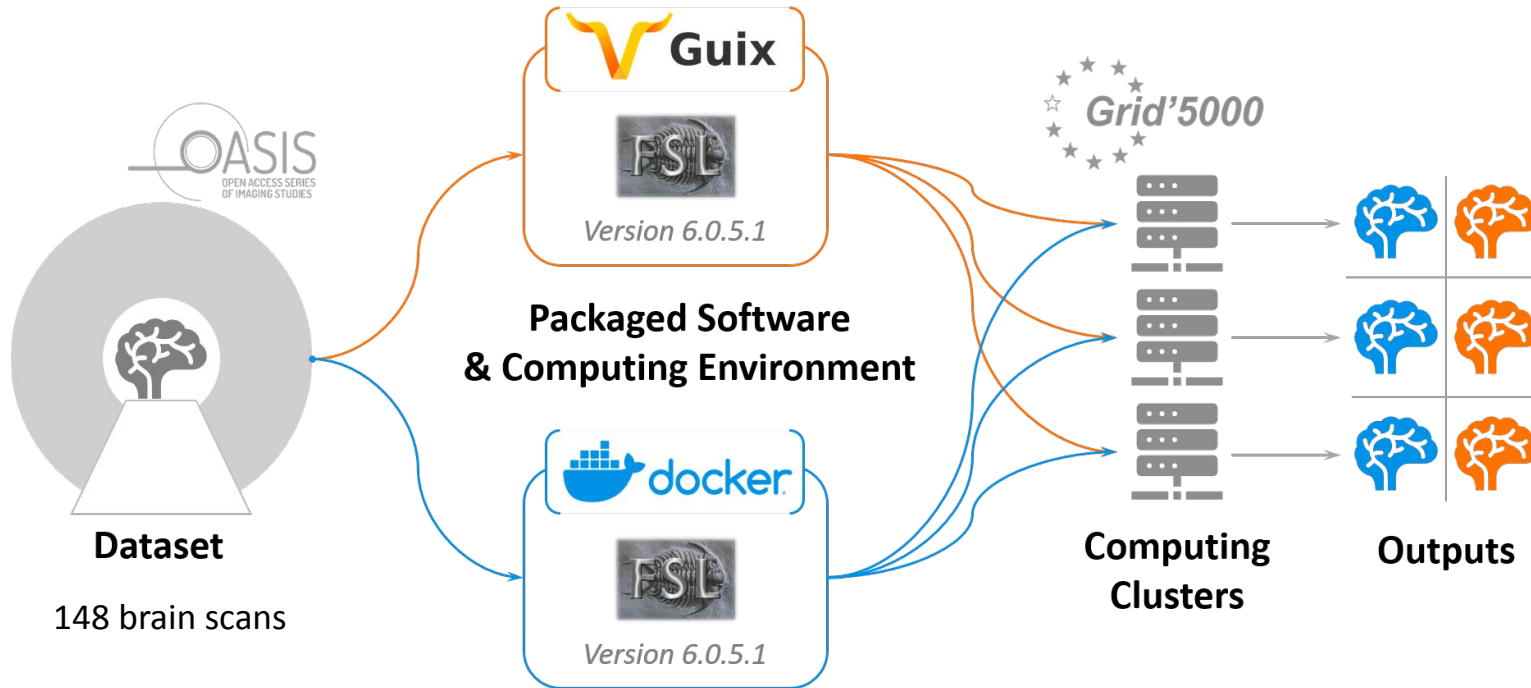 OASIS
OPEN ACCESS SERIES
OF IMAGING STUDIES
Dataset
148 brain scans
Guix
FSL
Version 6.0.5.1
Packaged Software
& Computing Environment
docker
FSL
Version 6.0.5.1
Grid'5000
Computing
Clusters
Outputs